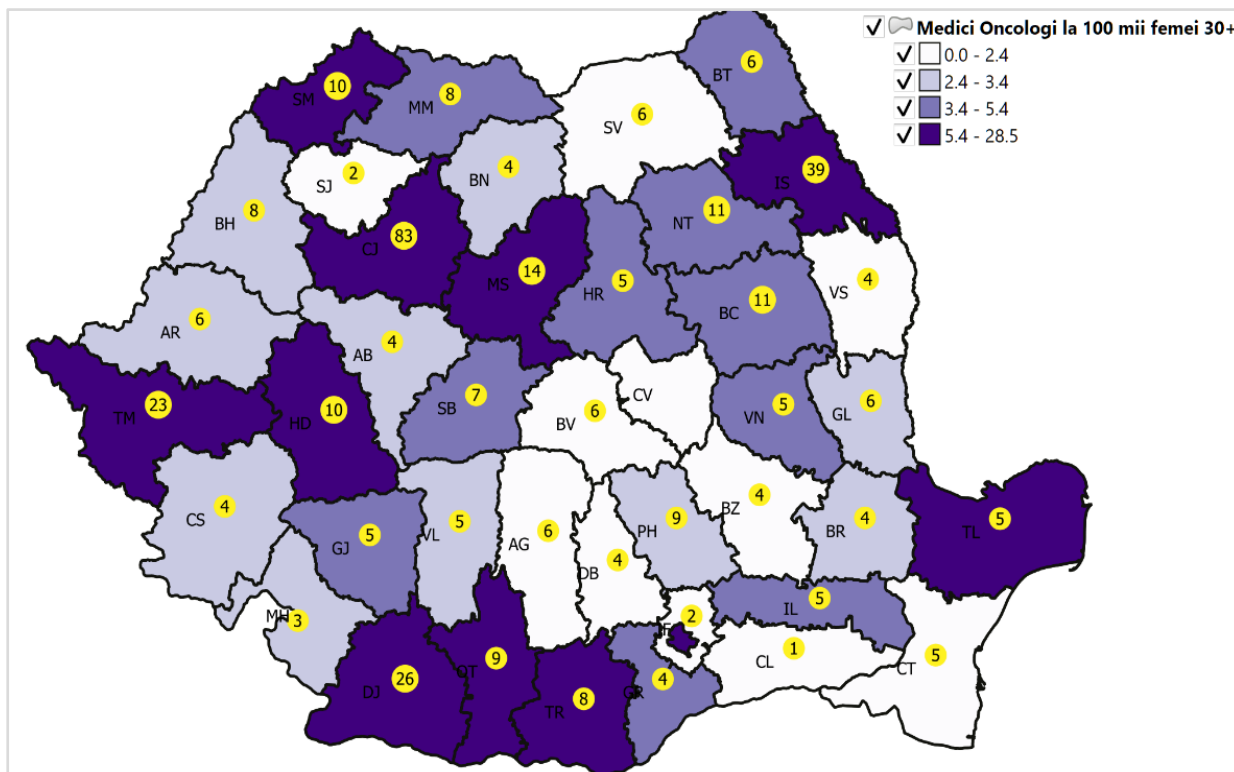 Medici Oncologi la 100 mii femei 30+
0.0 - 2.4
2.4 - 3.4
3.4 - 5.4
5.4 - 28.5
BT 6
SM 10
MM 8
SV 6
IS 39
SJ 2
BN 4
BH 8
NT 11
CJ 83
MS 14
HR 5
VS 4
BC 11
AR 6
AB 4
TM 23
HD 10
SB 7
BV 6
CV
VN 5
GL 6
CS 4
GJ 5
VL 5
AG 6
DB 4
PH 9
BZ 4
BR 4
TL 5
MH 3
IL 5
IF 2
CL 1
CT 5
DJ 26
OT 9
TR 8
GR 4